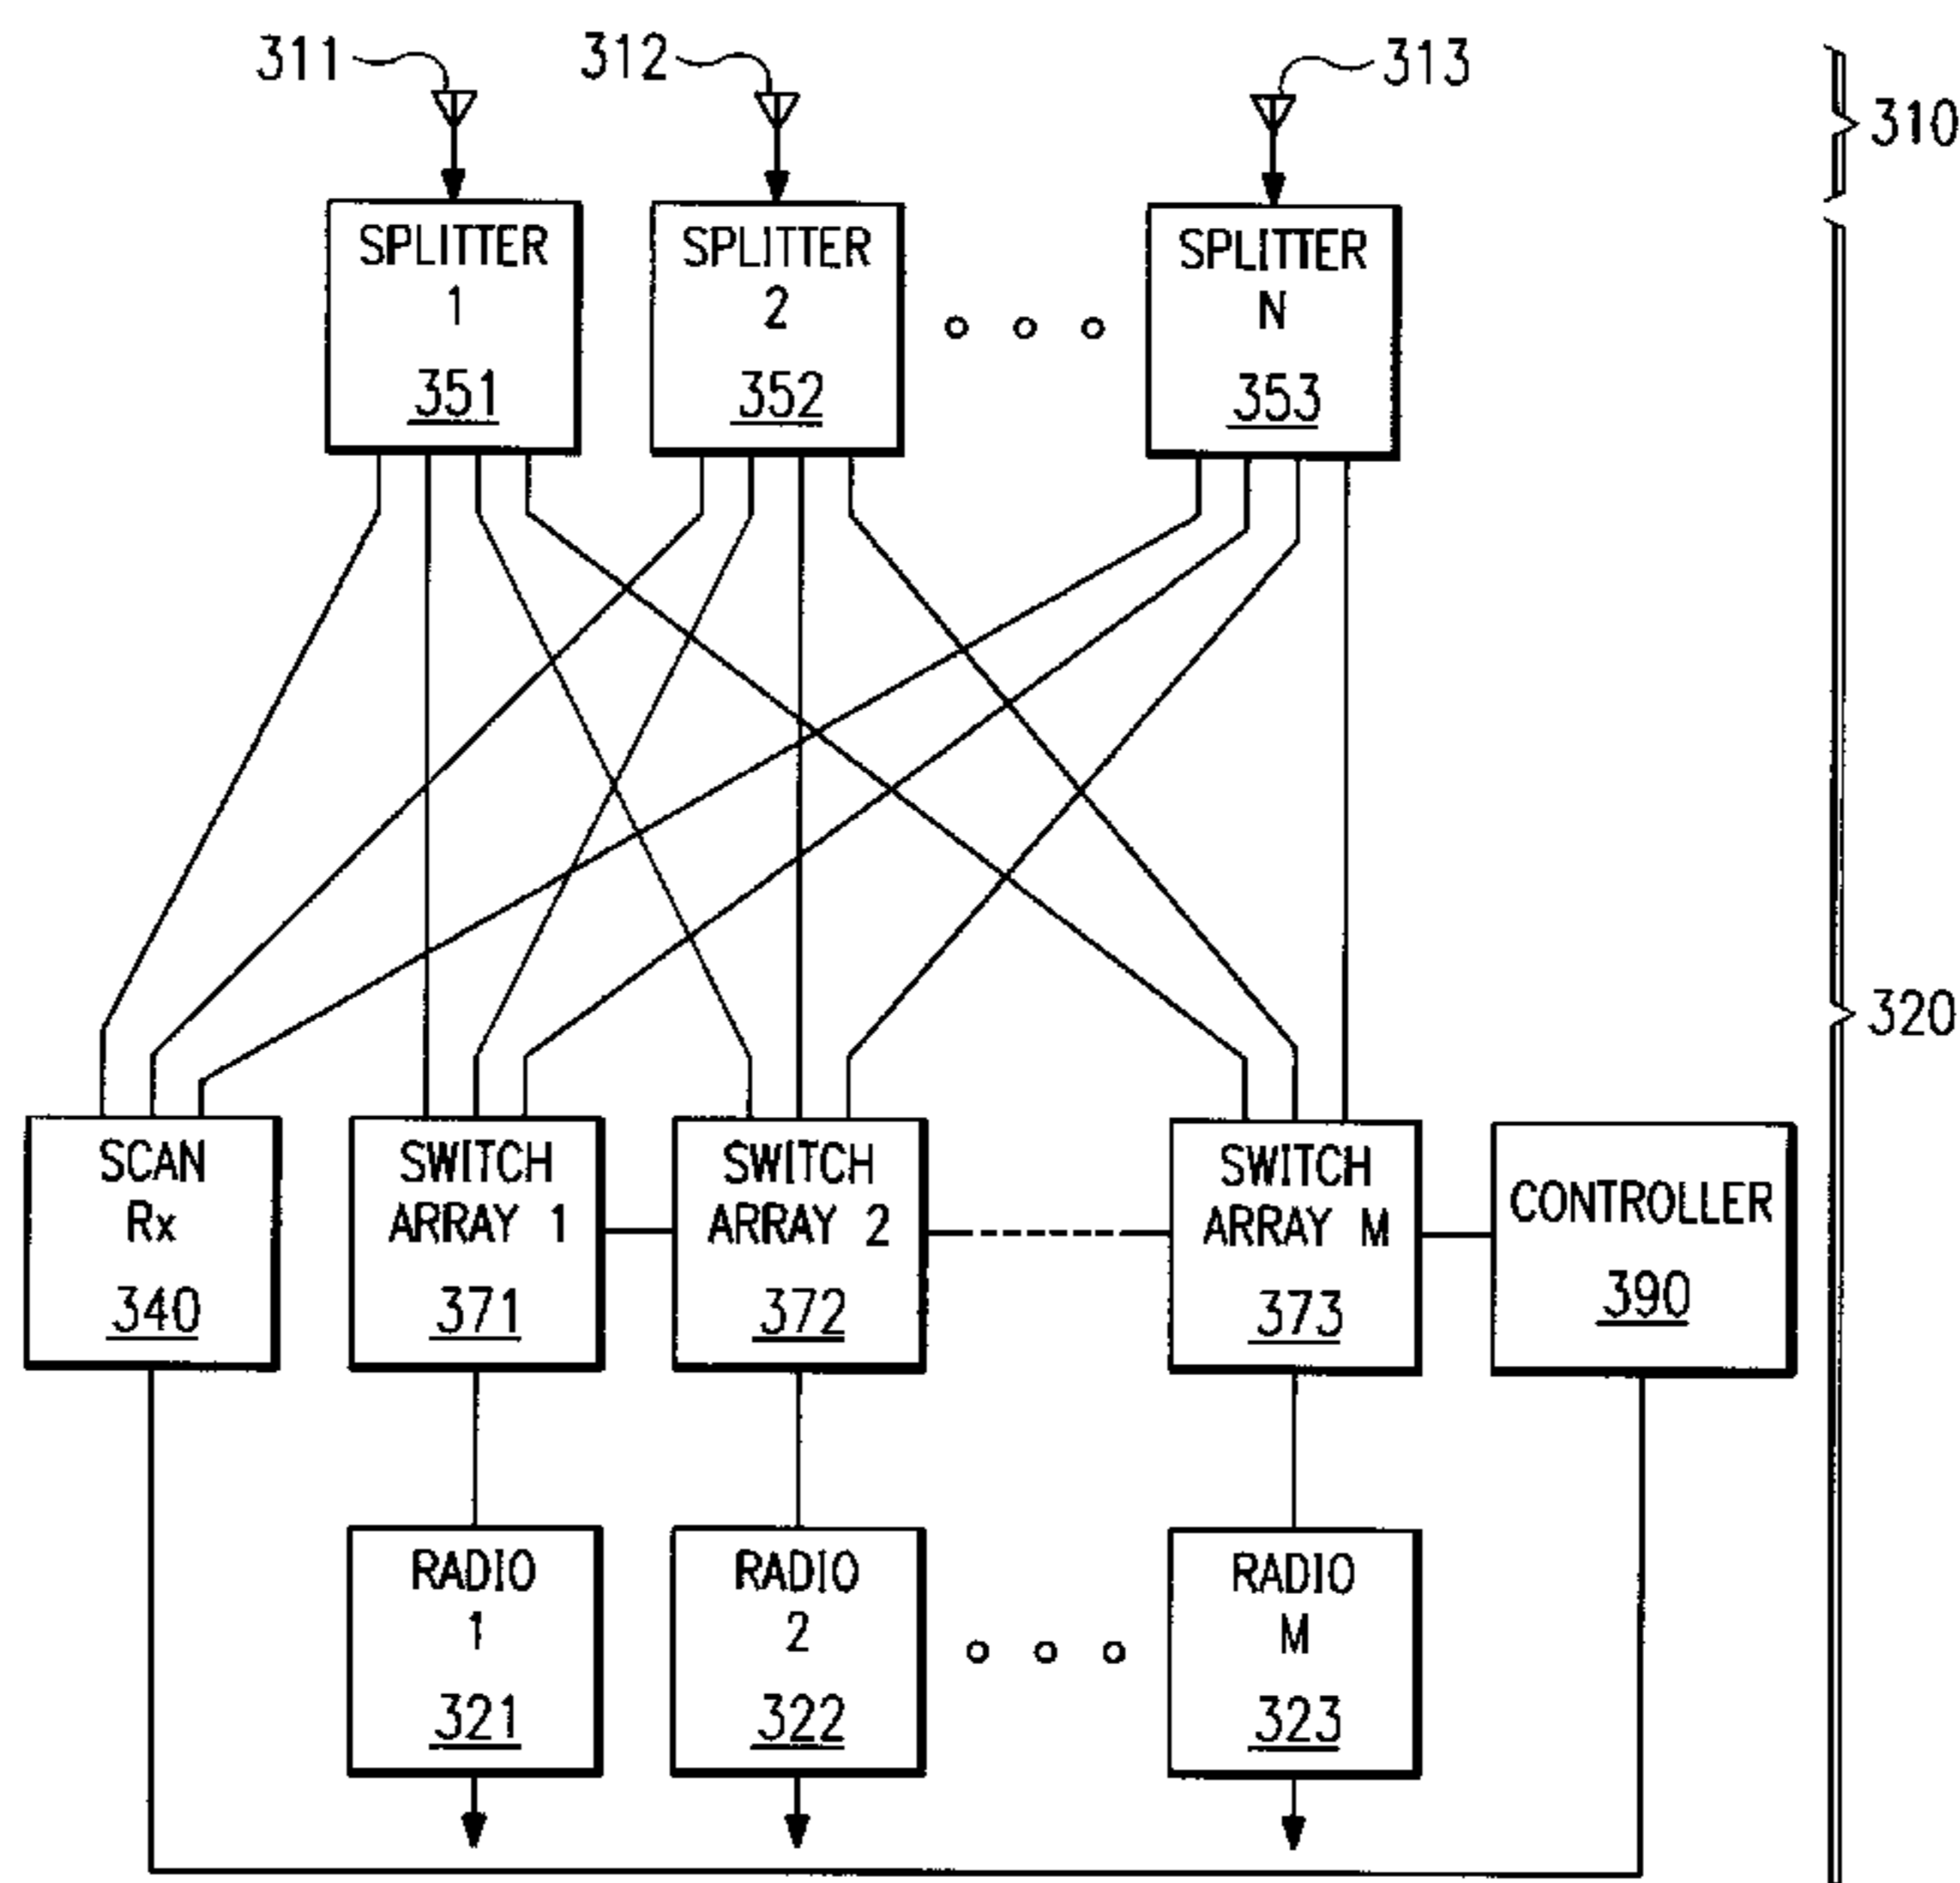 311
312
313
310
SPLITTER
1
351
SPLITTER
2
352
SPLITTER
N
353
320
SCAN
Rx
340
SWITCH
ARRAY 1
371
SWITCH
ARRAY 2
372
SWITCH
ARRAY M
373
CONTROLLER
390
RADIO
1
321
RADIO
2
322
RADIO
M
323